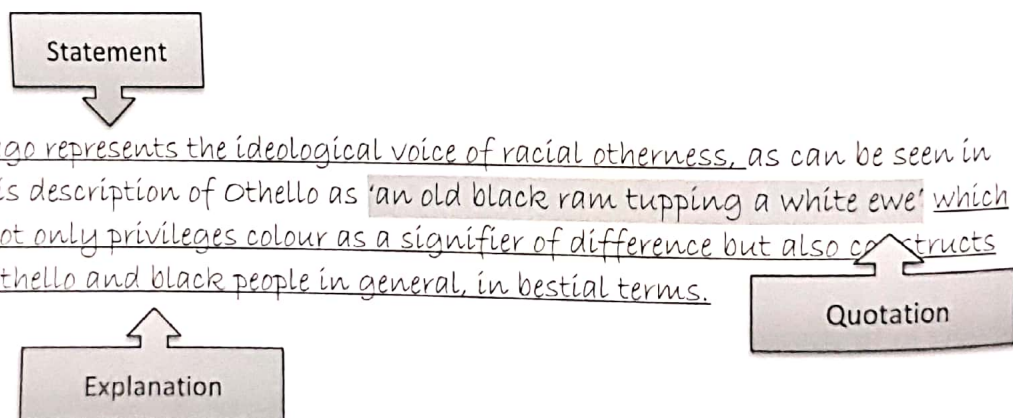 Statement
go represents the ideological voice of racial otherness, as can be seen in
is description of Othello as 'an old black ram tupping a white ewe' which
ot only privileges colour as a signifier of difference but also constructs
thello and black people in general, in bestial terms.
Quotation
Explanation